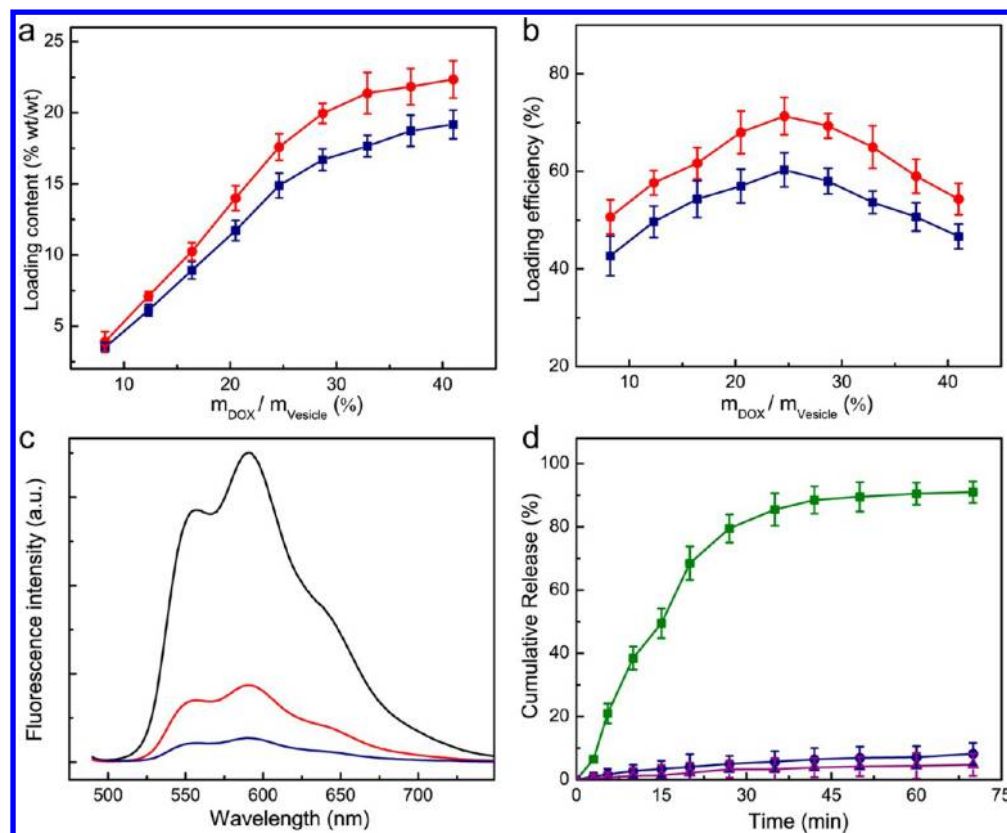 a
Loading content (% wt/wt)
25
20
15
10
5
10 20 30 40
m_DOX / m_Vesicle (%)
b
Loading efficiency (%)
80
60
40
20
10 20 30 40
m_DOX / m_Vesicle (%)
c
Fluorescence intensity (a.u.)
500 550 600 650 700
Wavelength (nm)
d
Cumulative Release (%)
100
80
60
40
20
0
0 15 30 45 60 75
Time (min)